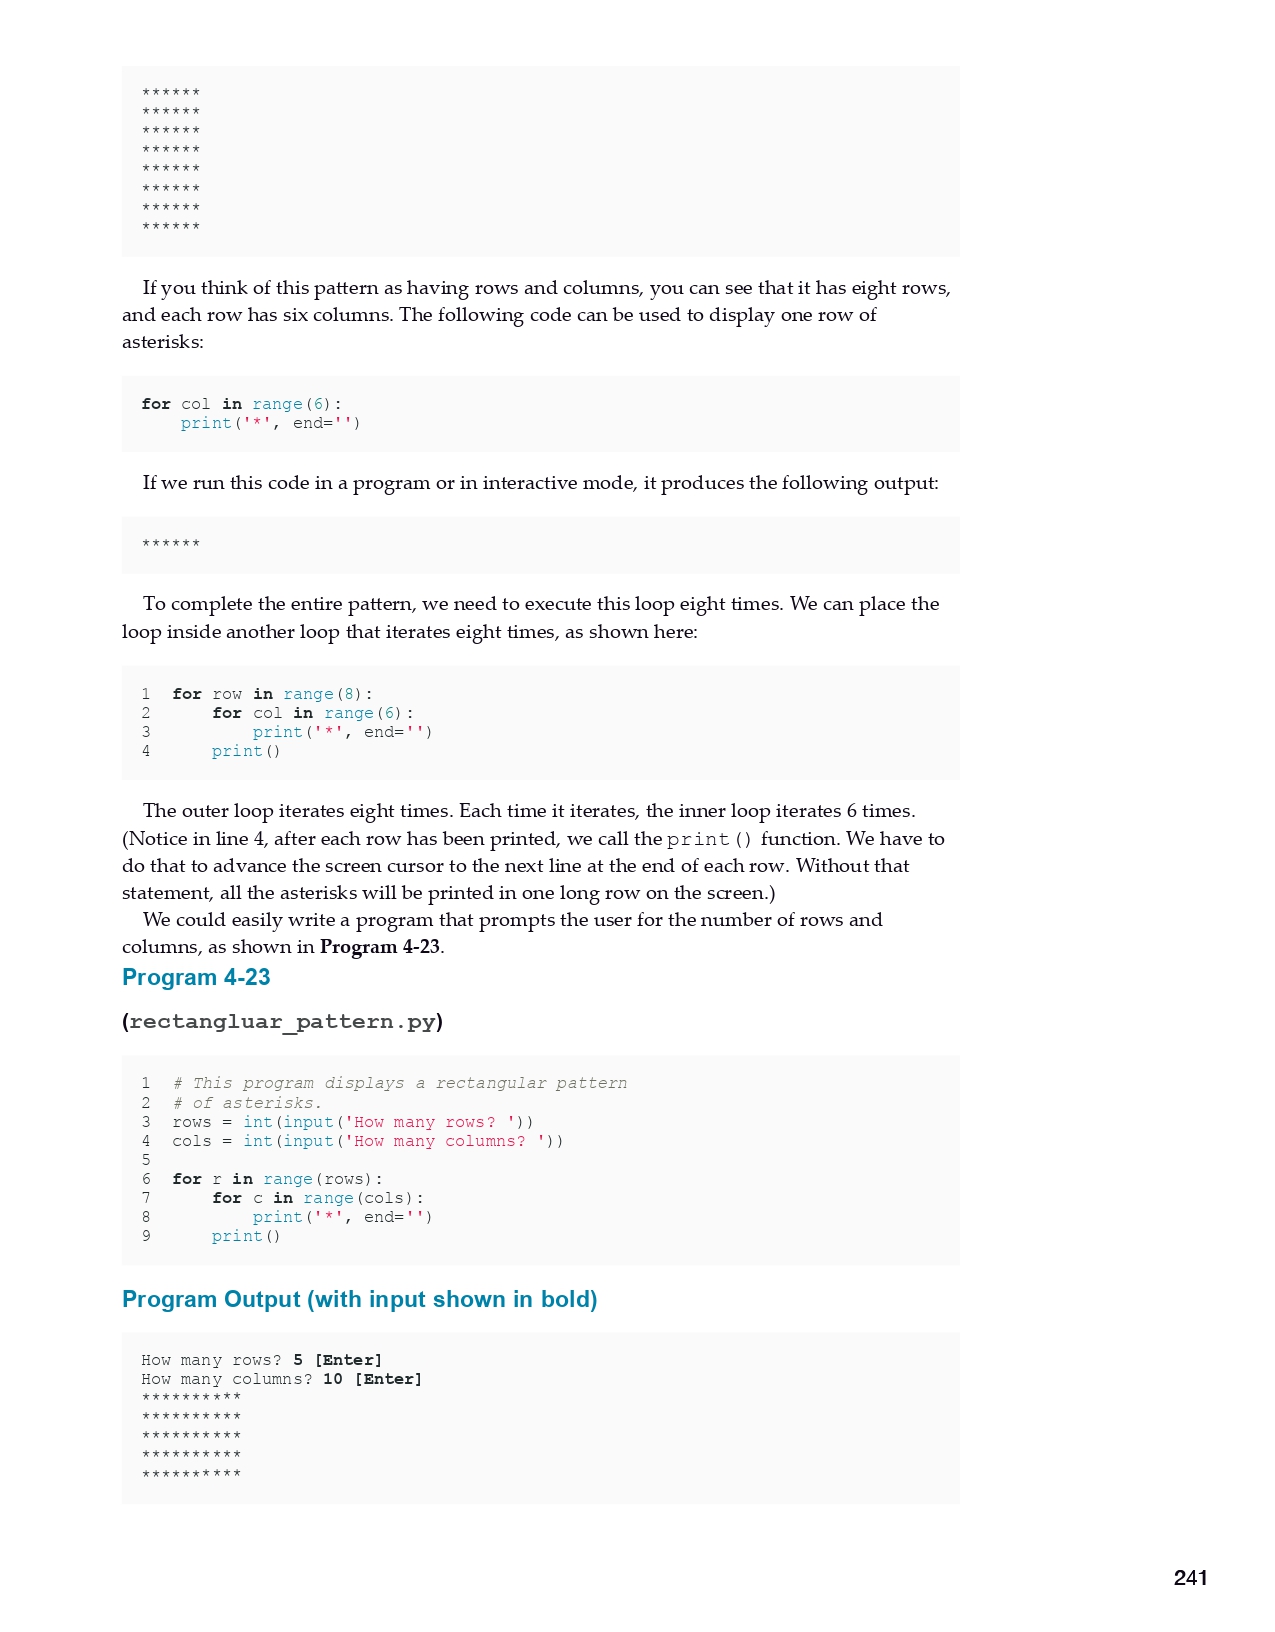 ******
******
******
******
******
******
******
******
If you think of this pattern as having rows and columns, you can see that it has eight rows,
and each row has six columns. The following code can be used to display one row of
asterisks:
for col in range(6):
    print('*', end='')
If we run this code in a program or in interactive mode, it produces the following output:
******
To complete the entire pattern, we need to execute this loop eight times. We can place the
loop inside another loop that iterates eight times, as shown here:
1  for row in range(8):
2      for col in range(6):
3          print('*', end='')
4      print()
The outer loop iterates eight times. Each time it iterates, the inner loop iterates 6 times.
(Notice in line 4, after each row has been printed, we call the print() function. We have to
do that to advance the screen cursor to the next line at the end of each row. Without that
statement, all the asterisks will be printed in one long row on the screen.)
We could easily write a program that prompts the user for the number of rows and
columns, as shown in Program 4-23.
Program 4-23
(rectangluar_pattern.py)
1  # This program displays a rectangular pattern
2  # of asterisks.
3  rows = int(input('How many rows? '))
4  cols = int(input('How many columns? '))
5
6  for r in range(rows):
7      for c in range(cols):
8          print('*', end='')
9      print()
Program Output (with input shown in bold)
How many rows? 5 [Enter]
How many columns? 10 [Enter]
**********
**********
**********
**********
**********
241